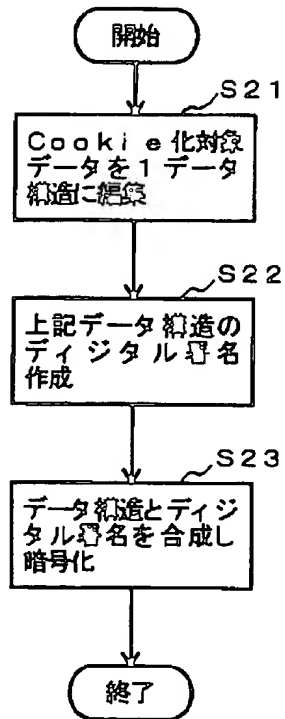 開始
S21
Cookie化対象
データを1データ
構造に編集
S22
上記データ構造の
ディジタル署名
作成
S23
データ構造とディジ
タル署名を合成し
暗号化
終了